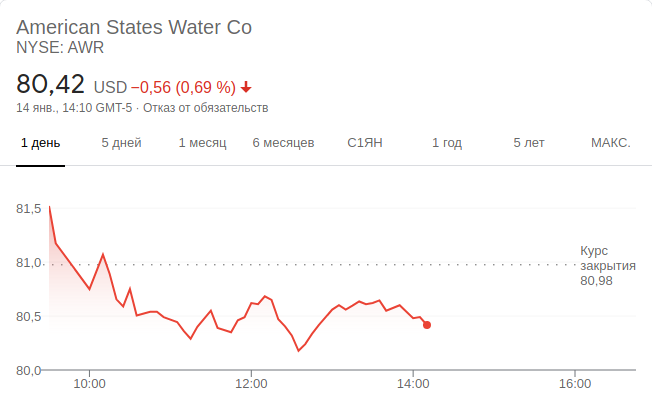 American States Water Co
NYSE: AWR
80,42 USD −0,56 (0,69 %)
14 янв., 14:10 GMT-5 · Отказ от обязательств
1 день 5 дней 1 месяц 6 месяцев С1ЯН 1 год 5 лет МАКС.
81,5
81,0
80,5
80,0
Курс
закрытия
80,98
10:00 12:00 14:00 16:00